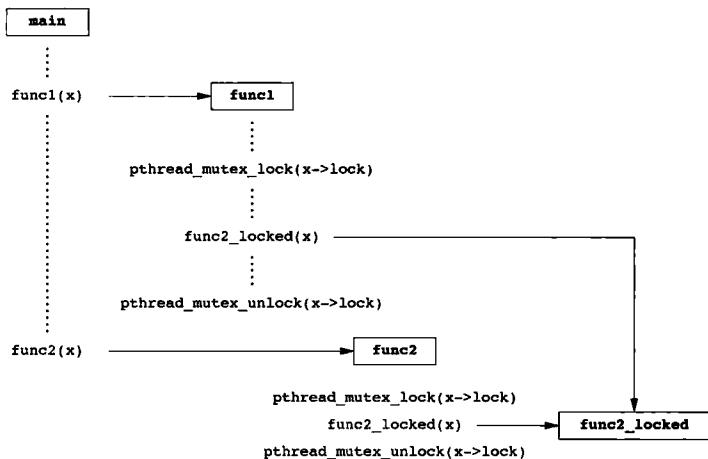 main
func1(x)
func1
pthread_mutex_lock(x->lock)
func2_locked(x)
pthread_mutex_unlock(x->lock)
func2(x)
func2
pthread_mutex_lock(x->lock)
func2_locked(x)
func2_locked
pthread_mutex_unlock(x->lock)